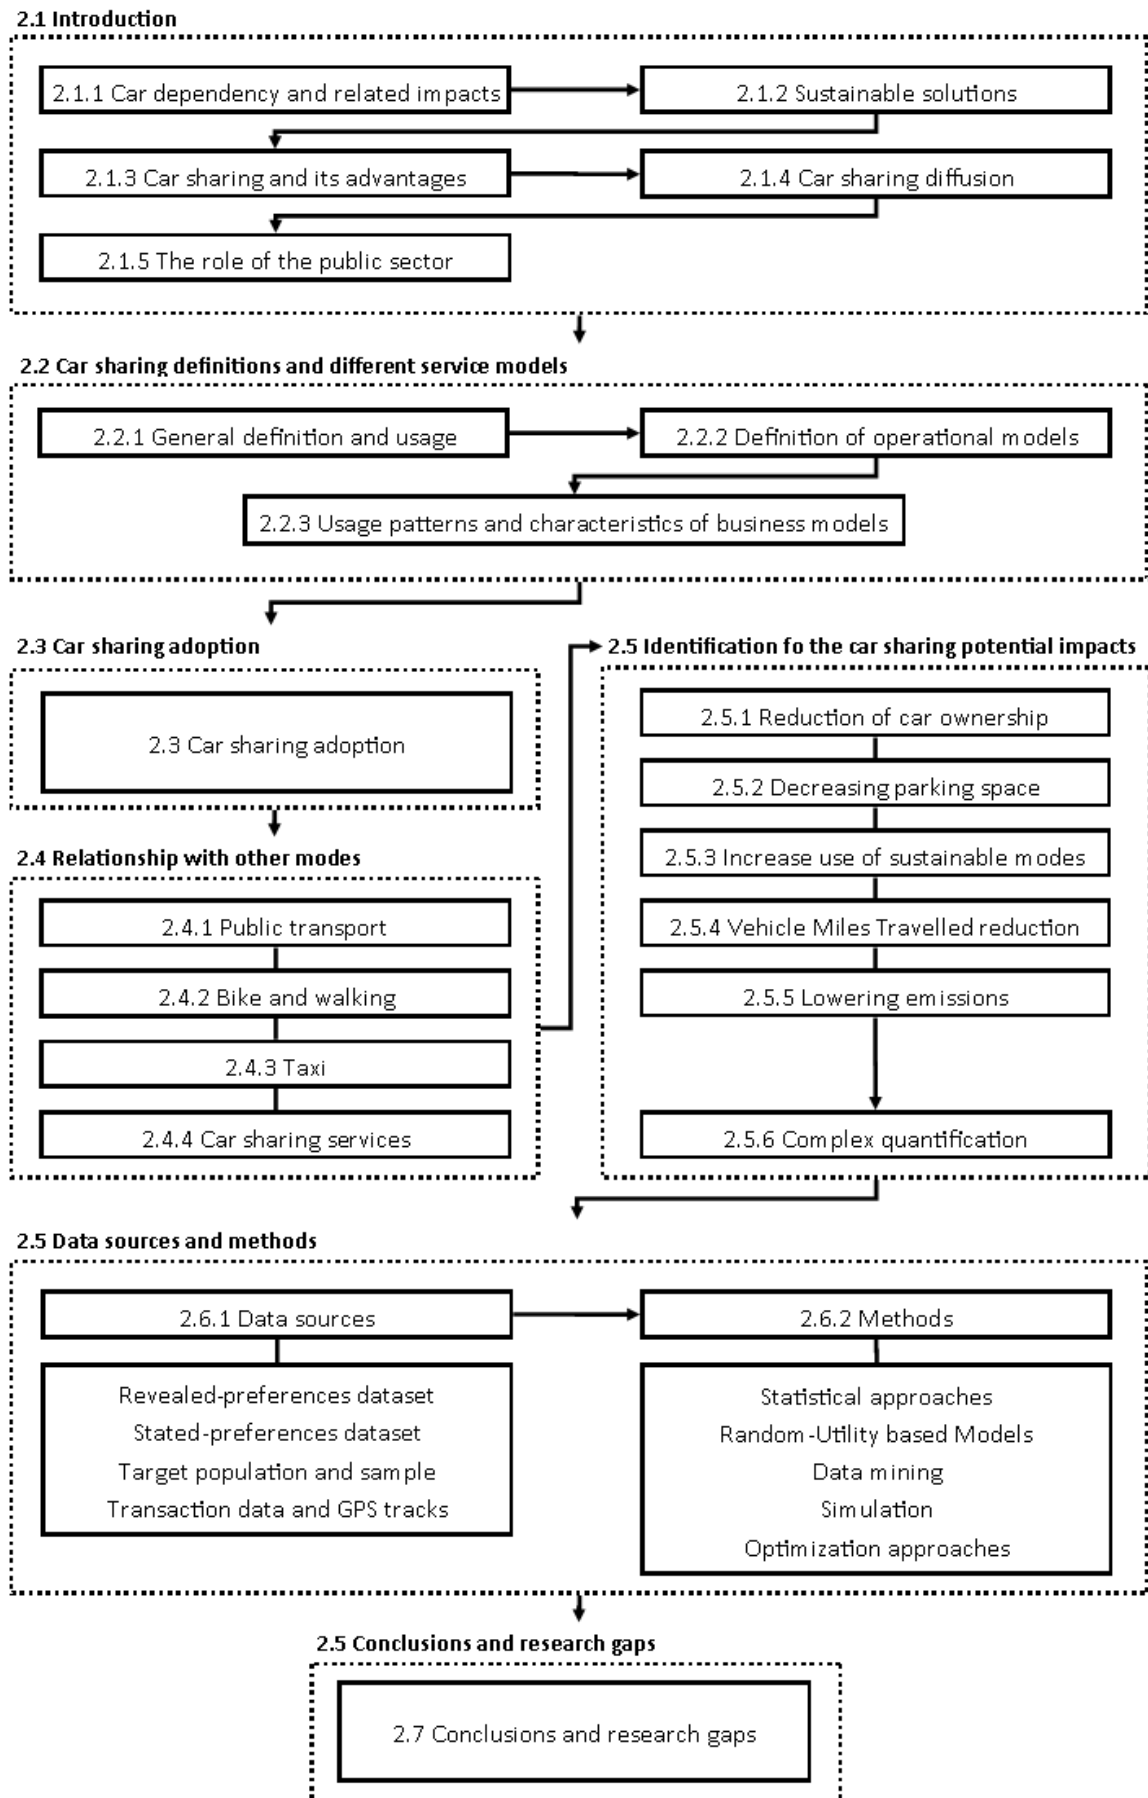 2.1 Introduction
2.1.1 Car dependency and related impacts
2.1.2 Sustainable solutions
2.1.3 Car sharing and its advantages
2.1.4 Car sharing diffusion
2.1.5 The role of the public sector
2.2 Car sharing definitions and different service models
2.2.1 General definition and usage
2.2.2 Definition of operational models
2.2.3 Usage patterns and characteristics of business models
2.3 Car sharing adoption
2.3 Car sharing adoption
2.4 Relationship with other modes
2.4.1 Public transport
2.4.2 Bike and walking
2.4.3 Taxi
2.4.4 Car sharing services
2.5 Identification fo the car sharing potential impacts
2.5.1 Reduction of car ownership
2.5.2 Decreasing parking space
2.5.3 Increase use of sustainable modes
2.5.4 Vehicle Miles Travelled reduction
2.5.5 Lowering emissions
2.5.6 Complex quantification
2.5 Data sources and methods
2.6.1 Data sources
Revealed-preferences dataset
Stated-preferences dataset
Target population and sample
Transaction data and GPS tracks
2.6.2 Methods
Statistical approaches
Random-Utility based Models
Data mining
Simulation
Optimization approaches
2.5 Conclusions and research gaps
2.7 Conclusions and research gaps